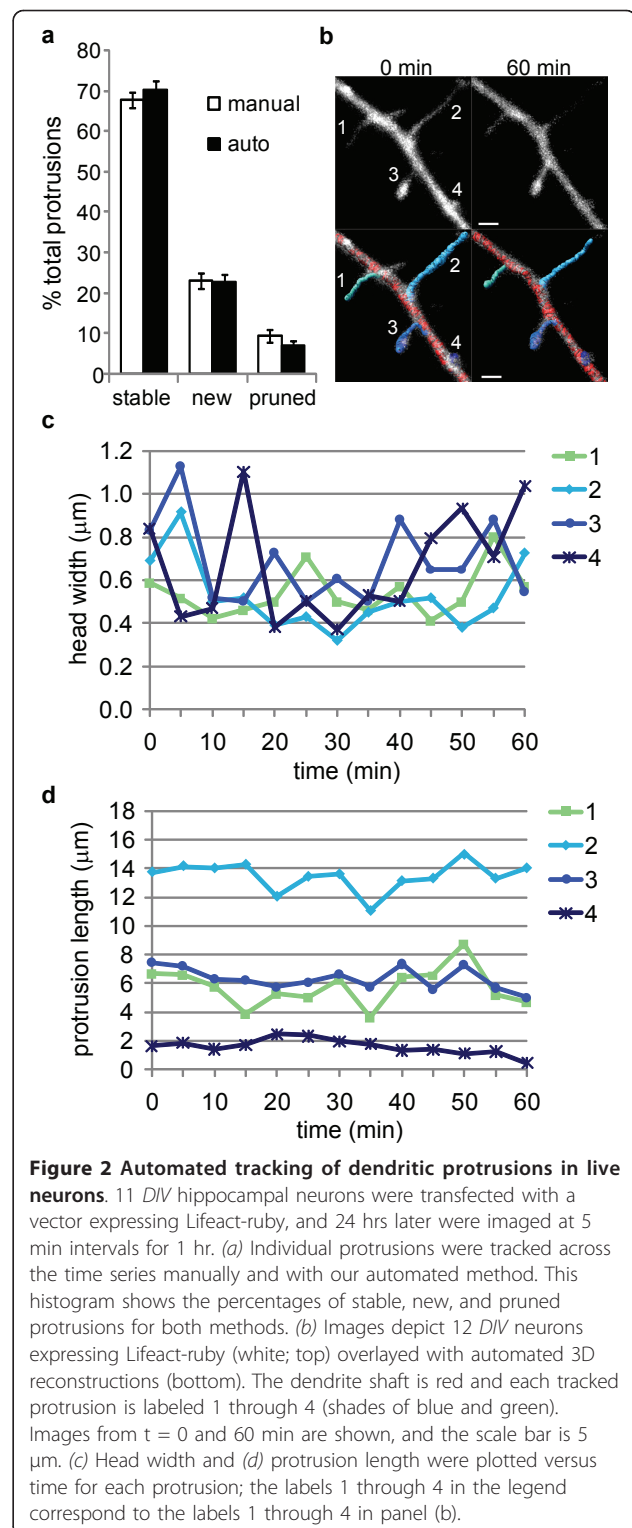 a
80
70
60
50
40
30
20
10
0
% total protrusions
manual
auto
stable new pruned
b
0 min 60 min
1
2
3
4
1
2
3
4
c
1.2
1.0
0.8
0.6
0.4
0.2
0.0
head width (μm)
0 10 20 30 40 50 60
time (min)
1
2
3
4
d
18
16
14
12
10
8
6
4
2
0
protrusion length (μm)
0 10 20 30 40 50 60
time (min)
1
2
3
4
Figure 2 Automated tracking of dendritic protrusions in live
neurons. 11 DIV hippocampal neurons were transfected with a
vector expressing Lifeact-ruby, and 24 hrs later were imaged at 5
min intervals for 1 hr. (a) Individual protrusions were tracked across
the time series manually and with our automated method. This
histogram shows the percentages of stable, new, and pruned
protrusions for both methods. (b) Images depict 12 DIV neurons
expressing Lifeact-ruby (white; top) overlayed with automated 3D
reconstructions (bottom). The dendrite shaft is red and each tracked
protrusion is labeled 1 through 4 (shades of blue and green).
Images from t = 0 and 60 min are shown, and the scale bar is 5
μm. (c) Head width and (d) protrusion length were plotted versus
time for each protrusion; the labels 1 through 4 in the legend
correspond to the labels 1 through 4 in panel (b).